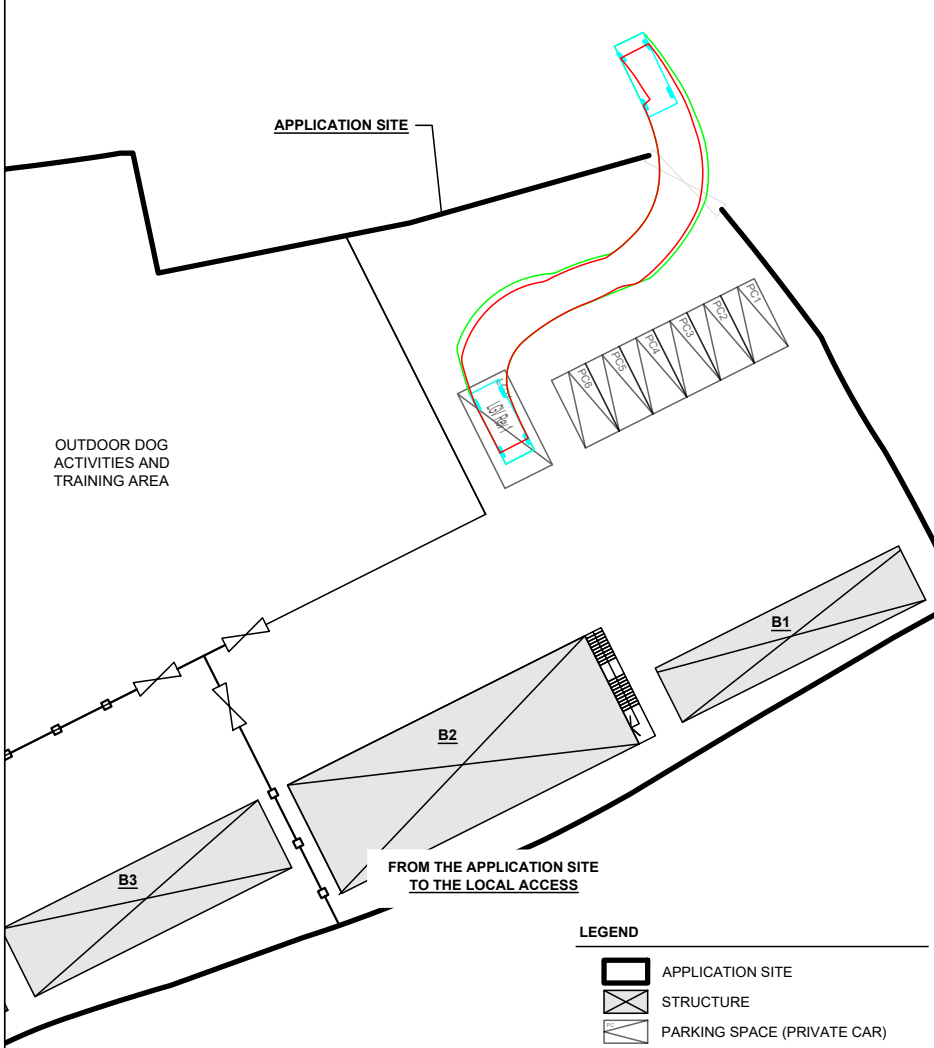 APPLICATION SITE
PC1
PC2
PC3
PC4
PC5
PC6
OUTDOOR DOG
ACTIVITIES AND
TRAINING AREA
B1
B2
B3
FROM THE APPLICATION SITE
TO THE LOCAL ACCESS
LEGEND
APPLICATION SITE
STRUCTURE
PC
PARKING SPACE (PRIVATE CAR)